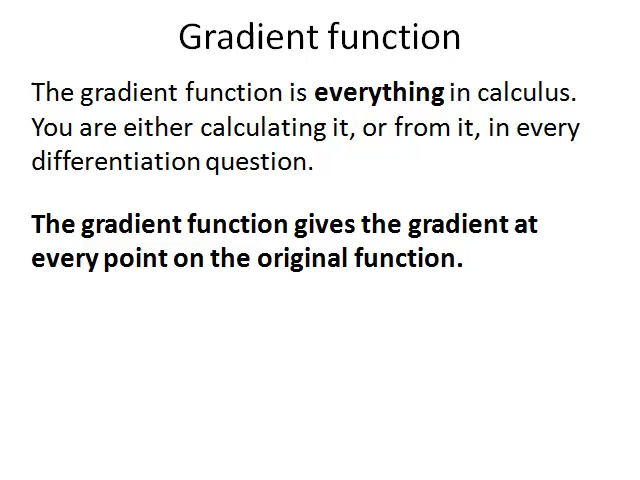 Gradient function
The gradient function is everything in calculus.
You are either calculating it, or from it, in every
differentiation question.
The gradient function gives the gradient at
every point on the original function.